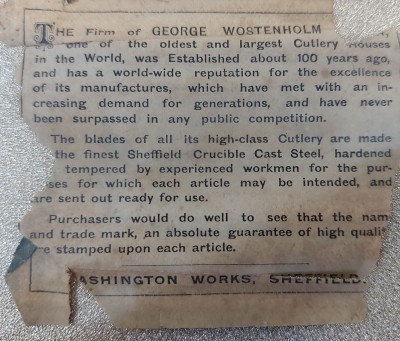 THE Firm of GEORGE WOSTENHOLM
one of the oldest and largest Cutlery Houses
in the World, was Established about 100 years ago,
and has a world-wide reputation for the excellence
of its manufactures, which have met with an in-
creasing demand for generations, and have never
been surpassed in any public competition.
The blades of all its high-class Cutlery are made
the finest Sheffield Crucible Cast Steel, hardened
tempered by experienced workmen for the pur-
ses for which each article may be intended, and
are sent out ready for use.
Purchasers would do well to see that the nam
and trade mark, an absolute guarantee of high qualit
e stamped upon each article.
ASHINGTON WORKS, SHEFFIELD.